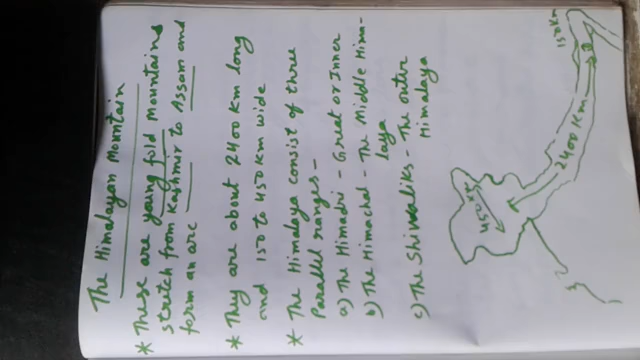 The Himalayan Mountain
* These are young fold mountains
stretch from Kashmir to Assam and
form an arc
* They are about 2400 Km long
and 150 to 450 Km wide
* The Himalaya consist of three
Parallel ranges -
a) The Himadri - Great or Inner
b) The Himachal - The Middle Hima-
laya
c) The Shiwaliks - The outer
Himalaya
450 Km
2400 Km
150 Km